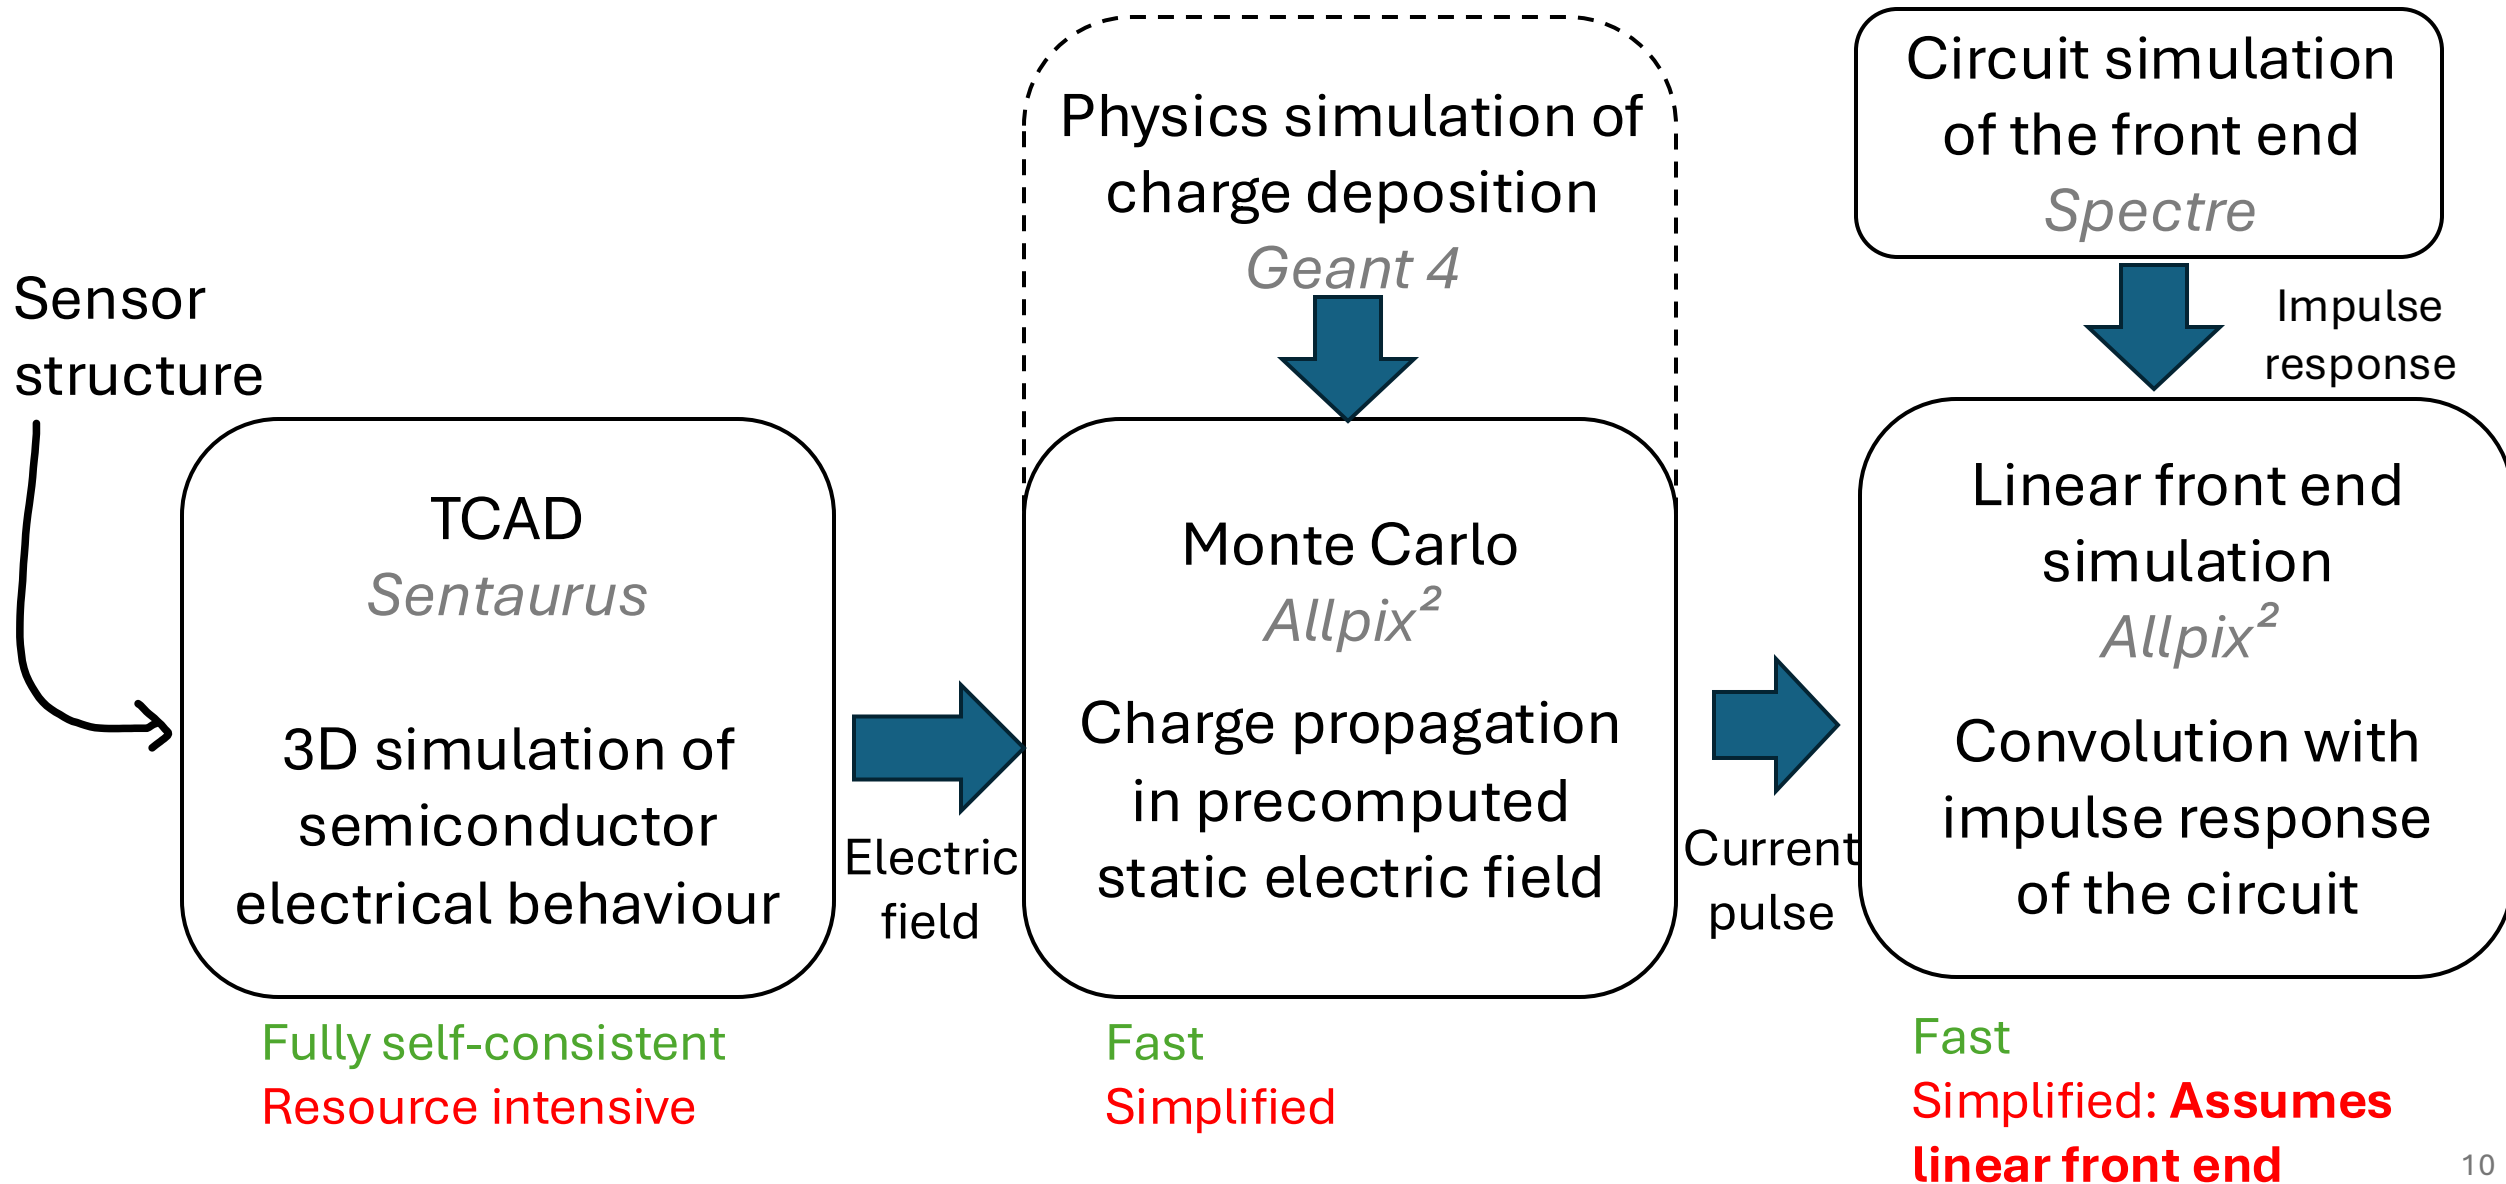 Sensor
structure
TCAD
Sentaurus
3D simulation of
semiconductor
electrical behaviour
Fully self-consistent
Resource intensive
Electric
field
Physics simulation of
charge deposition
Geant 4
Monte Carlo
Allpix²
Charge propagation
in precomputed
static electric field
Fast
Simplified
Current
pulse
Circuit simulation
of the front end
Spectre
Impulse
response
Linear front end
simulation
Allpix²
Convolution with
impulse response
of the circuit
Fast
Simplified: Assumes
linear front end
10